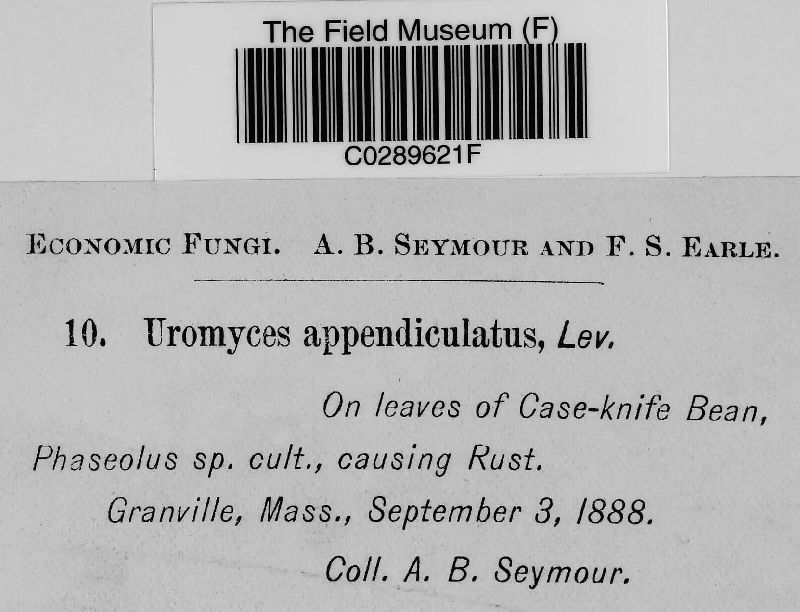 The Field Museum (F)
C0289621F
Economic Fungi. A. B. Seymour and F. S. Earle.
10. Uromyces appendiculatus, Lev.
On leaves of Case-knife Bean,
Phaseolus sp. cult., causing Rust.
Granville, Mass., September 3, 1888.
Coll. A. B. Seymour.